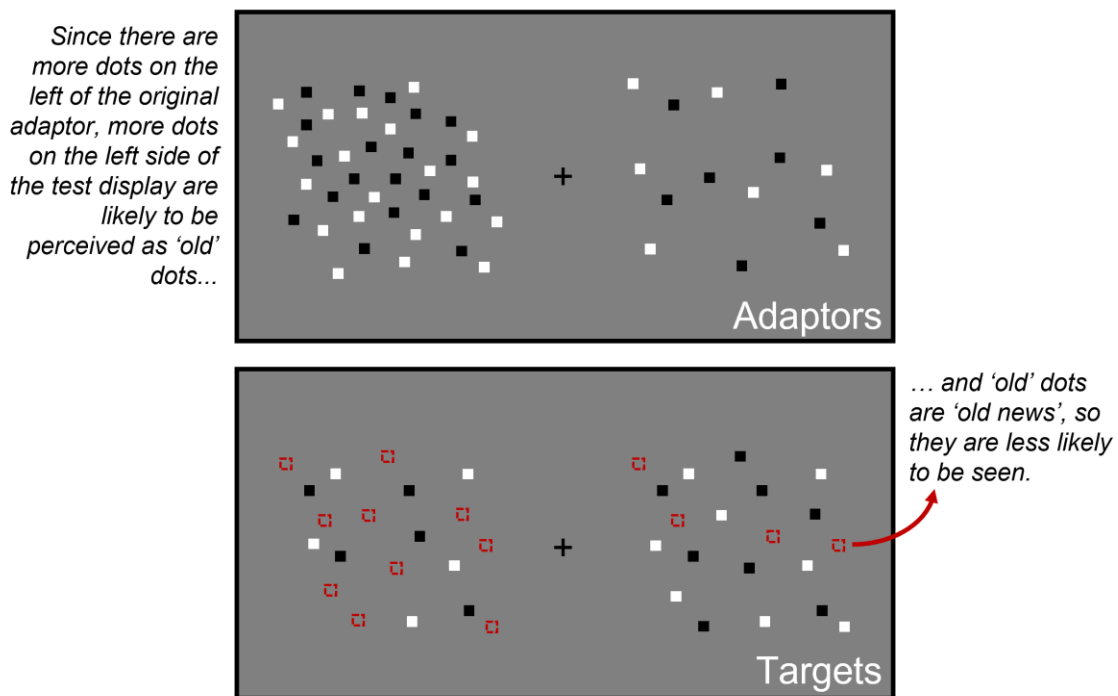 Since there are
more dots on the
left of the original
adaptor, more dots
on the left side of
the test display are
likely to be
perceived as ‘old’
dots...
Adaptors
… and ‘old’ dots
are ‘old news’, so
they are less likely
to be seen.
Targets